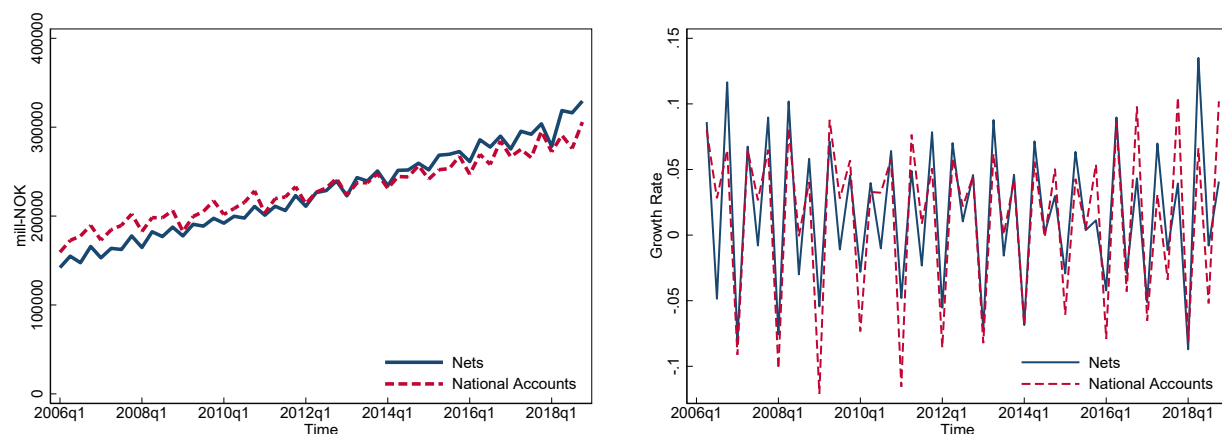 400000
300000
200000
100000
0
mill-NOK
Nets
National Accounts
2006q1 2008q1 2010q1 2012q1 2014q1 2016q1 2018q1
Time
.15
.1
.05
0
-.05
-.1
Growth Rate
Nets
National Accounts
2006q1 2008q1 2010q1 2012q1 2014q1 2016q1 2018q1
Time